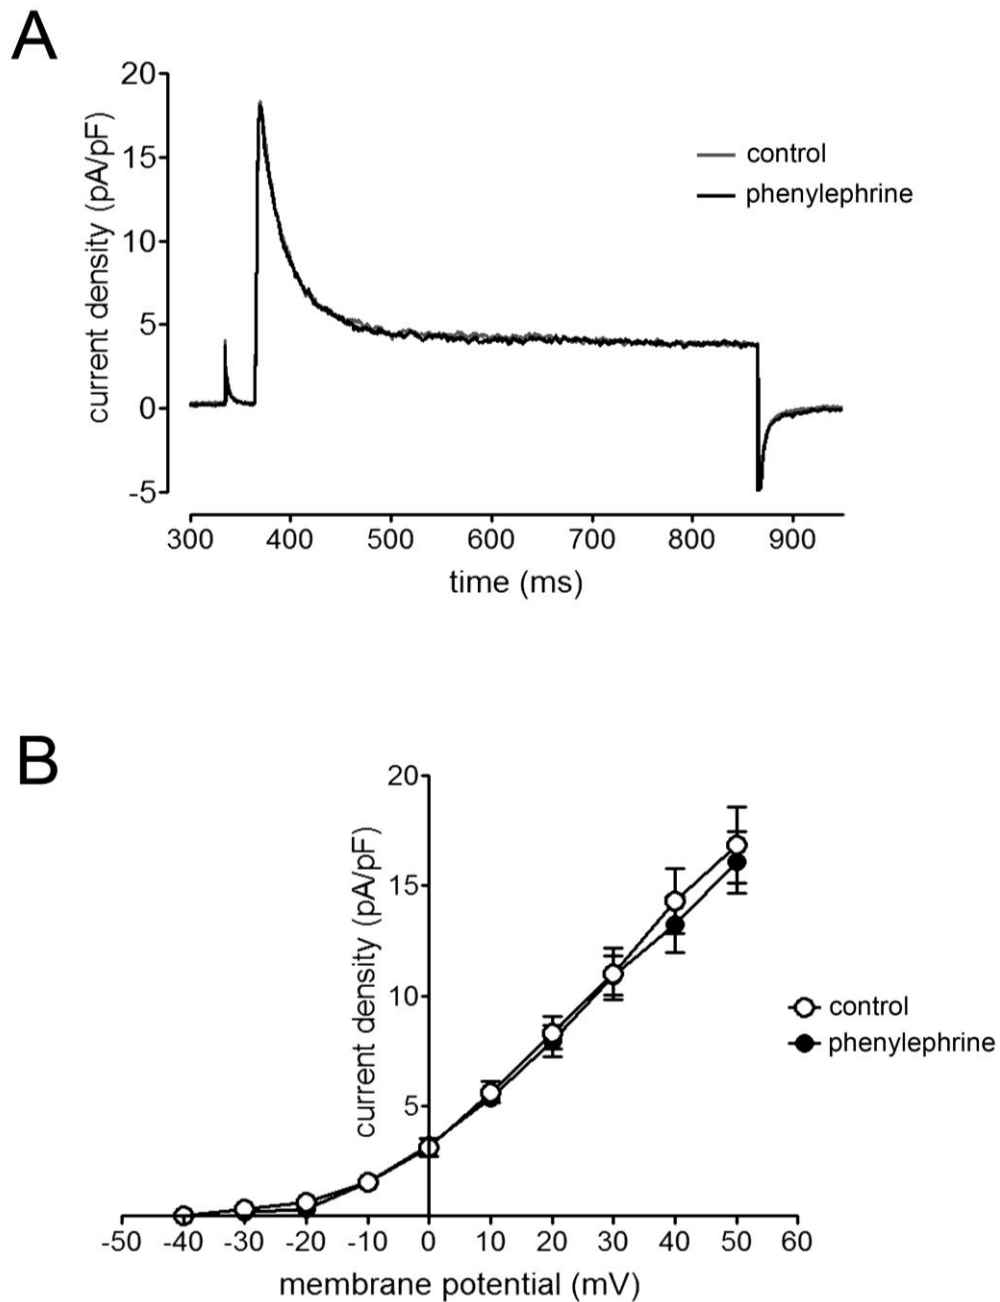 A
20
15
10
5
0
-5
current density (pA/pF)
control
phenylephrine
300 400 500 600 700 800 900
time (ms)
B
20
15
10
5
current density (pA/pF)
control
phenylephrine
-50 -40 -30 -20 -10 0 10 20 30 40 50 60
membrane potential (mV)